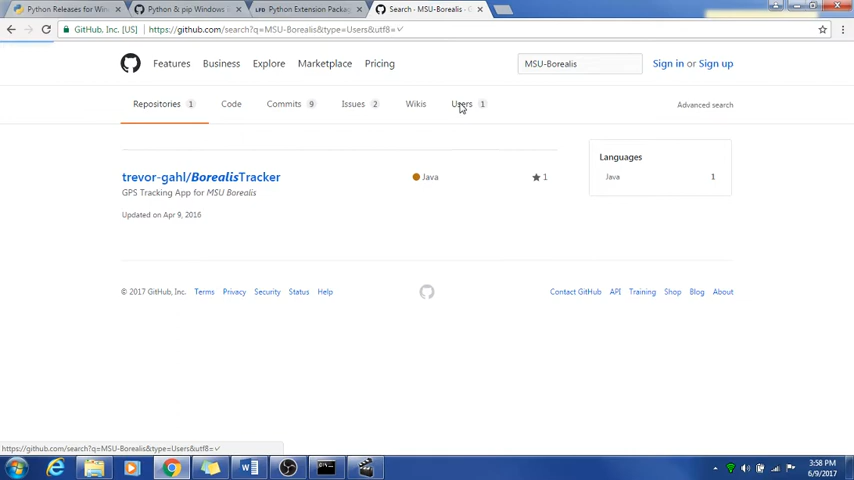 Python Releases for Win
Python & pip Windows i
LFD Python Extension Packag
Search · MSU-Borealis · G
GitHub, Inc. [US] https://github.com/search?q=MSU-Borealis&type=Users&utf8=✓
Features Business Explore Marketplace Pricing MSU-Borealis Sign in or Sign up
Repositories 1 Code Commits 9 Issues 2 Wikis Users 1 Advanced search
trevor-gahl/BorealisTracker Java 1
GPS Tracking App for MSU Borealis
Updated on Apr 9, 2016
Languages
Java 1
© 2017 GitHub, Inc. Terms Privacy Security Status Help Contact GitHub API Training Shop Blog About
https://github.com/search?q=MSU-Borealis&type=Users&utf8=✓
3:58 PM
6/9/2017